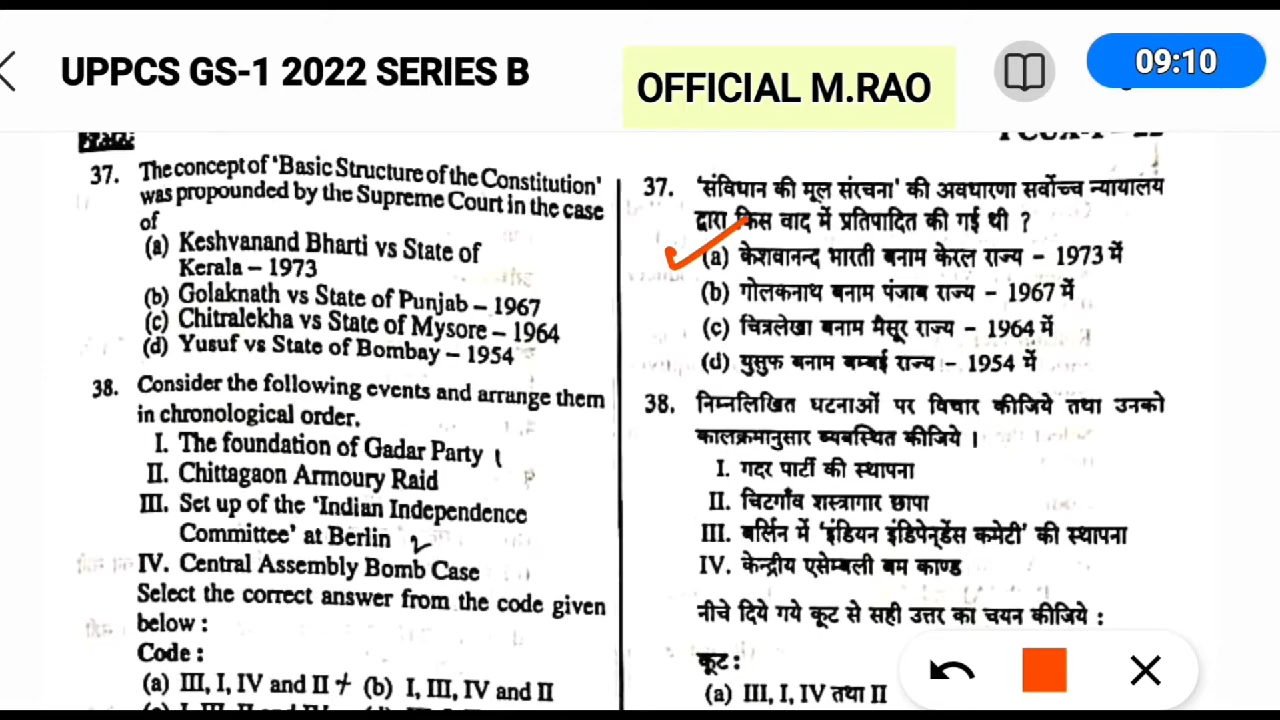 UPPCS GS-1 2022 SERIES B
OFFICIAL M.RAO
09:10
37. The concept of 'Basic Structure of the Constitution'
was propounded by the Supreme Court in the case
of
(a) Keshvanand Bharti vs State of
Kerala – 1973
(b) Golaknath vs State of Punjab – 1967
(c) Chitralekha vs State of Mysore – 1964
(d) Yusuf vs State of Bombay – 1954
38. Consider the following events and arrange them
in chronological order.
I. The foundation of Gadar Party 1
II. Chittagaon Armoury Raid
III. Set up of the 'Indian Independence
Committee' at Berlin 2
IV. Central Assembly Bomb Case
Select the correct answer from the code given
below :
Code :
(a) III, I, IV and II (b) I, III, IV and II
37. 'संविधान की मूल संरचना' की अवधारणा सर्वोच्च न्यायालय
द्वारा किस वाद में प्रतिपादित की गई थी ?
(a) केशवानन्द भारती बनाम केरल राज्य – 1973 में
(b) गोलकनाथ बनाम पंजाब राज्य – 1967 में
(c) चित्रलेखा बनाम मैसूर राज्य – 1964 में
(d) युसुफ बनाम बम्बई राज्य – 1954 में
38. निम्नलिखित घटनाओं पर विचार कीजिये तथा उनको
कालक्रमानुसार व्यवस्थित कीजिये ।
I. गदर पार्टी की स्थापना
II. चिटगाँव शस्त्रागार छापा
III. बर्लिन में 'इंडियन इंडिपेन्डेंस कमेटी' की स्थापना
IV. केन्द्रीय एसेम्बली बम काण्ड
नीचे दिये गये कूट से सही उत्तर का चयन कीजिये :
कूट :
(a) III, I, IV तथा II